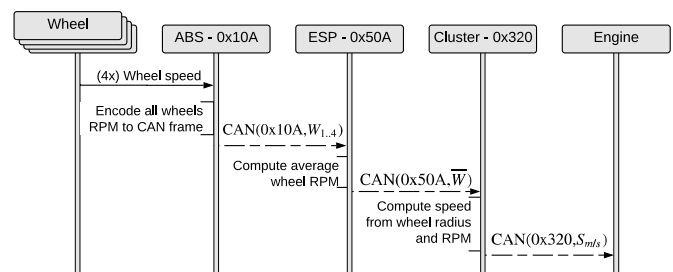 Wheel
ABS - 0x10A
ESP - 0x50A
Cluster - 0x320
Engine
(4x) Wheel speed
Encode all wheels
RPM to CAN frame
CAN(0x10A,W1..4)
Compute average
wheel RPM
CAN(0x50A,W̅)
Compute speed
from wheel radius
and RPM
CAN(0x320,Sm/s)